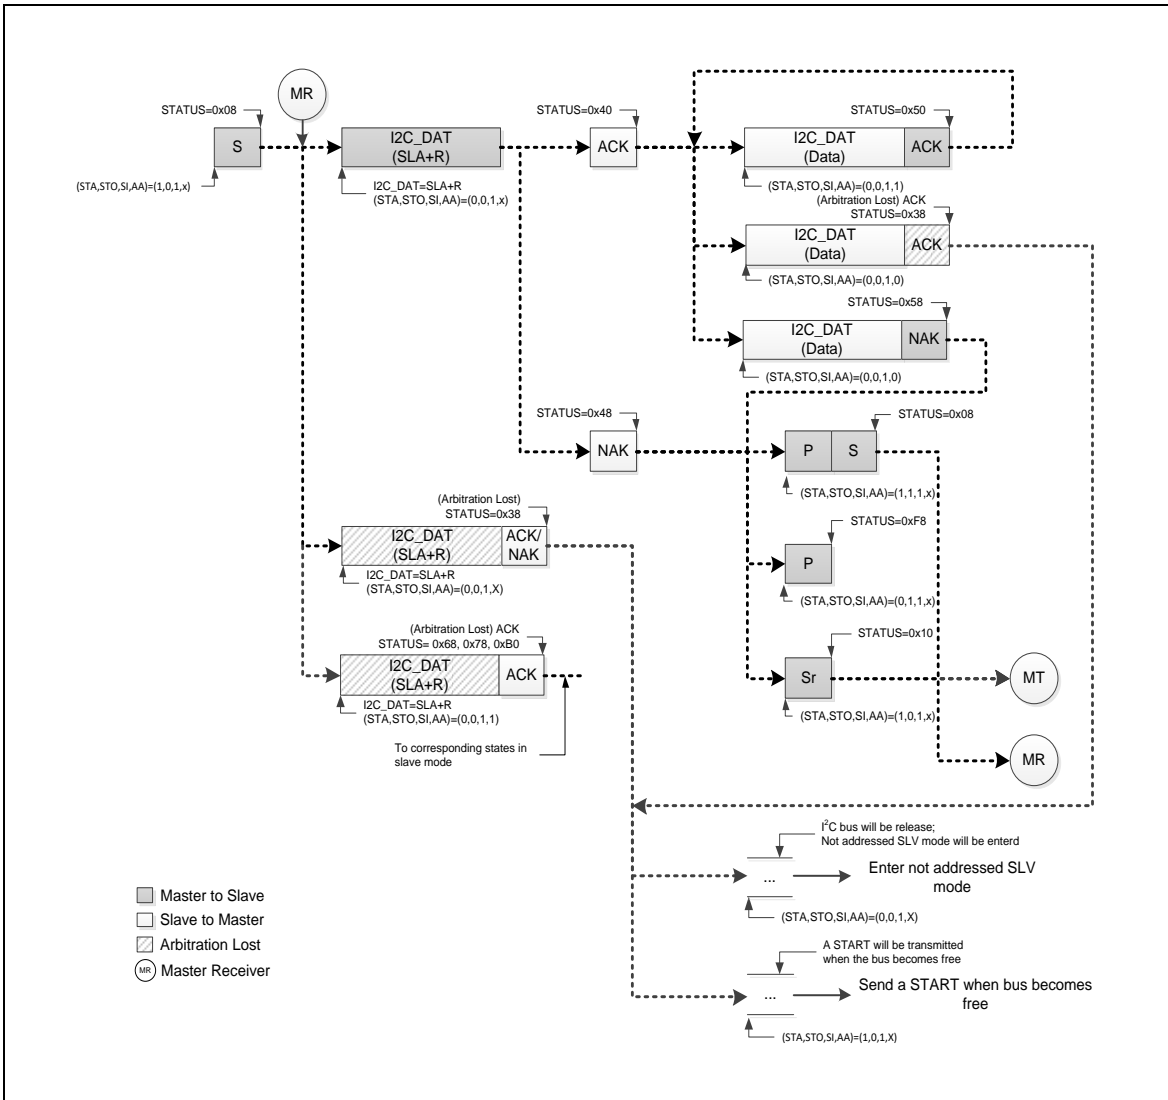 MR
STATUS=0x08
STATUS=0x40
STATUS=0x50
S
I2C_DAT
(SLA+R)
ACK
I2C_DAT
(Data)
ACK
(STA,STO,SI,AA)=(1,0,1,x)
I2C_DAT=SLA+R
(STA,STO,SI,AA)=(0,0,1,x)
(STA,STO,SI,AA)=(0,0,1,1)
(Arbitration Lost) ACK
STATUS=0x38
I2C_DAT
(Data)
ACK
(STA,STO,SI,AA)=(0,0,1,0)
STATUS=0x58
I2C_DAT
(Data)
NAK
(STA,STO,SI,AA)=(0,0,1,0)
STATUS=0x48
STATUS=0x08
NAK
P
S
(STA,STO,SI,AA)=(1,1,1,x)
(Arbitration Lost)
STATUS=0x38
I2C_DAT
(SLA+R)
ACK/
NAK
I2C_DAT=SLA+R
(STA,STO,SI,AA)=(0,0,1,X)
STATUS=0xF8
P
(STA,STO,SI,AA)=(0,1,1,x)
(Arbitration Lost) ACK
STATUS= 0x68, 0x78, 0xB0
I2C_DAT
(SLA+R)
ACK
I2C_DAT=SLA+R
(STA,STO,SI,AA)=(0,0,1,1)
STATUS=0x10
Sr
MT
(STA,STO,SI,AA)=(1,0,1,x)
To corresponding states in
slave mode
MR
I2C bus will be release;
Not addressed SLV mode will be enterd
...
Enter not addressed SLV
mode
(STA,STO,SI,AA)=(0,0,1,X)
Master to Slave
Slave to Master
Arbitration Lost
MR Master Receiver
A START will be transmitted
when the bus becomes free
...
Send a START when bus becomes
free
(STA,STO,SI,AA)=(1,0,1,X)